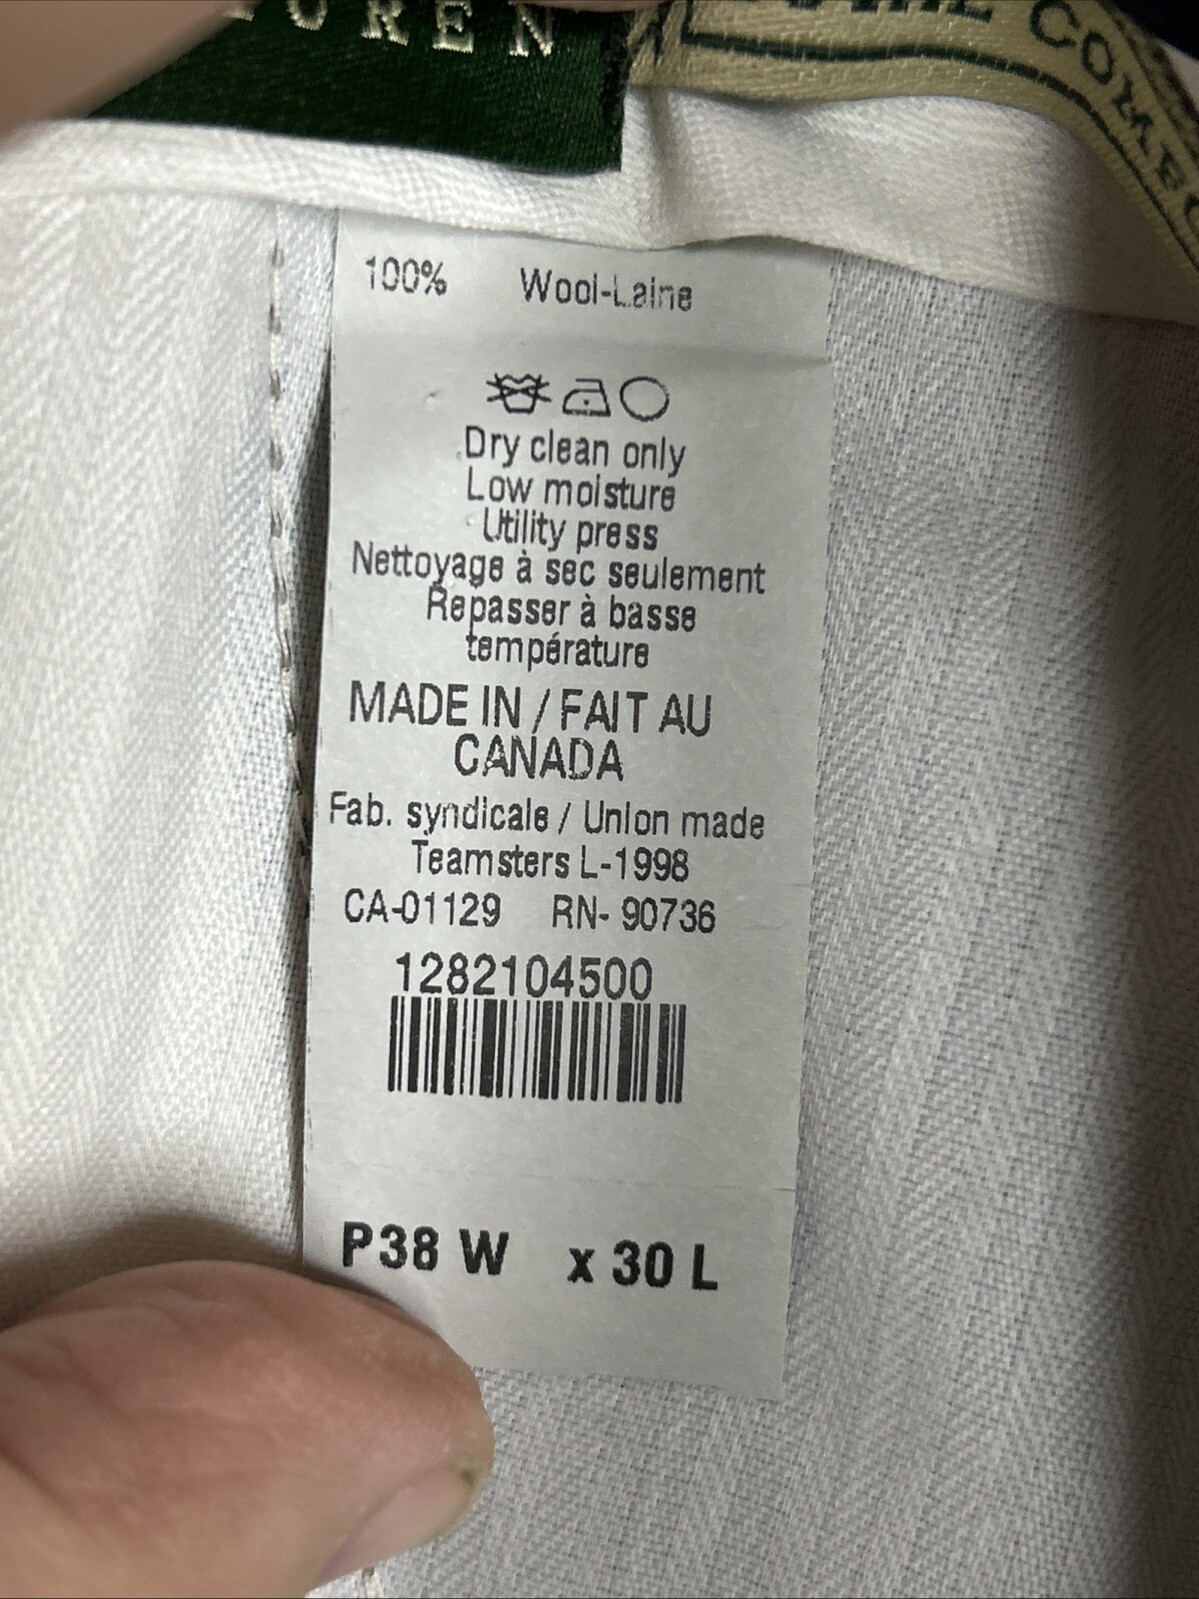 100% Wool-Laine
Dry clean only
Low moisture
Utility press
Nettoyage à sec seulement
Repasser à basse
température
MADE IN / FAIT AU
CANADA
Fab. syndicale / Union made
Teamsters L-1998
CA-01129 RN- 90736
1282104500
P38 W x 30 L